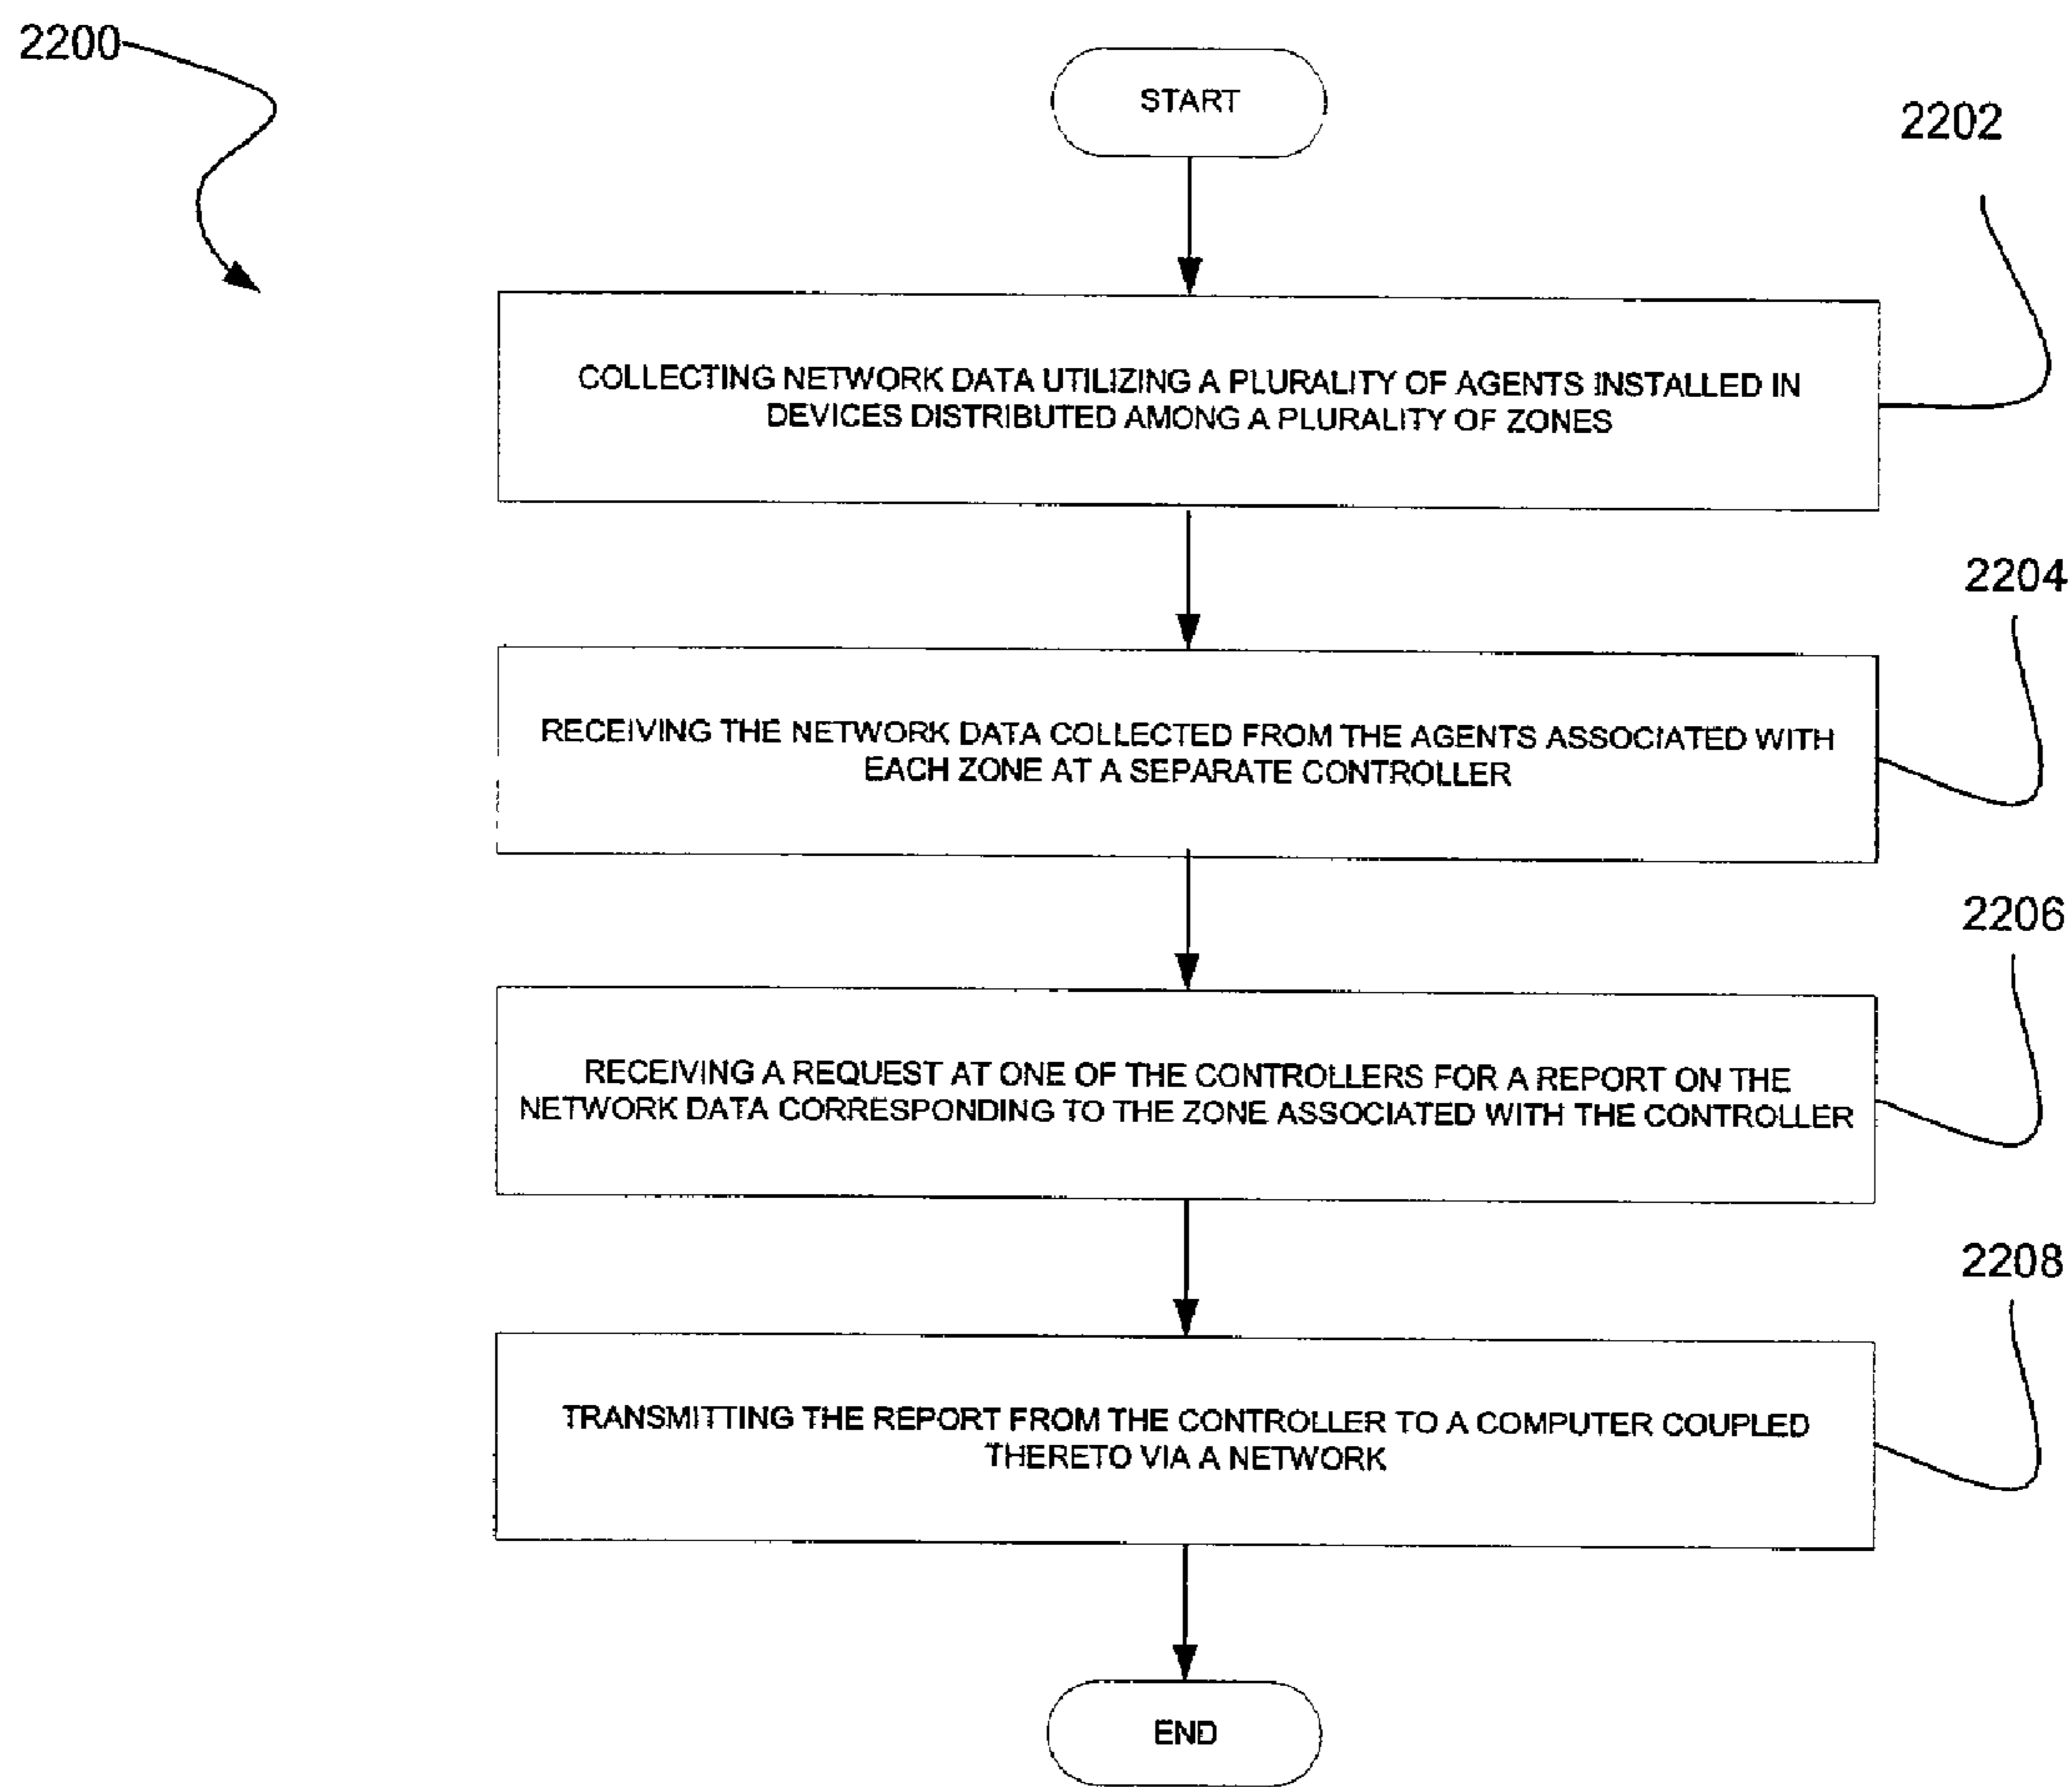 2200
START
2202
COLLECTING NETWORK DATA UTILIZING A PLURALITY OF AGENTS INSTALLED IN
DEVICES DISTRIBUTED AMONG A PLURALITY OF ZONES
2204
RECEIVING THE NETWORK DATA COLLECTED FROM THE AGENTS ASSOCIATED WITH
EACH ZONE AT A SEPARATE CONTROLLER
2206
RECEIVING A REQUEST AT ONE OF THE CONTROLLERS FOR A REPORT ON THE
NETWORK DATA CORRESPONDING TO THE ZONE ASSOCIATED WITH THE CONTROLLER
2208
TRANSMITTING THE REPORT FROM THE CONTROLLER TO A COMPUTER COUPLED
THERETO VIA A NETWORK
END